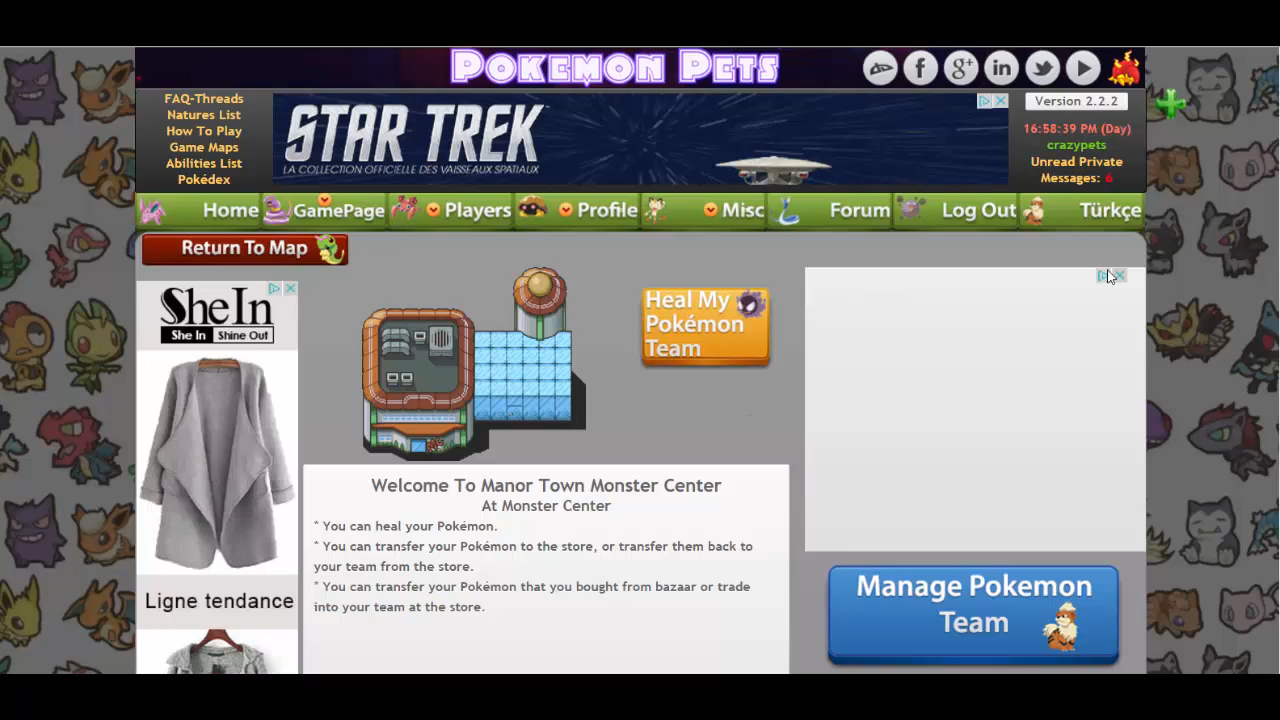 POKEMON PETS
FAQ-Threads
Natures List
How To Play
Game Maps
Abilities List
Pokédex
STAR TREK
LA COLLECTION OFFICIELLE DES VAISSEAUX SPATIAUX
Version 2.2.2
16:58:39 PM (Day)
crazypets
Unread Private
Messages: 6
Home
GamePage
Players
Profile
Misc
Forum
Log Out
Türkçe
Return To Map
SheIn
She In Shine Out
Ligne tendance
Heal My
Pokémon
Team
Welcome To Manor Town Monster Center
At Monster Center
* You can heal your Pokémon.
* You can transfer your Pokémon to the store, or transfer them back to
your team from the store.
* You can transfer your Pokémon that you bought from bazaar or trade
into your team at the store.
Manage Pokemon
Team